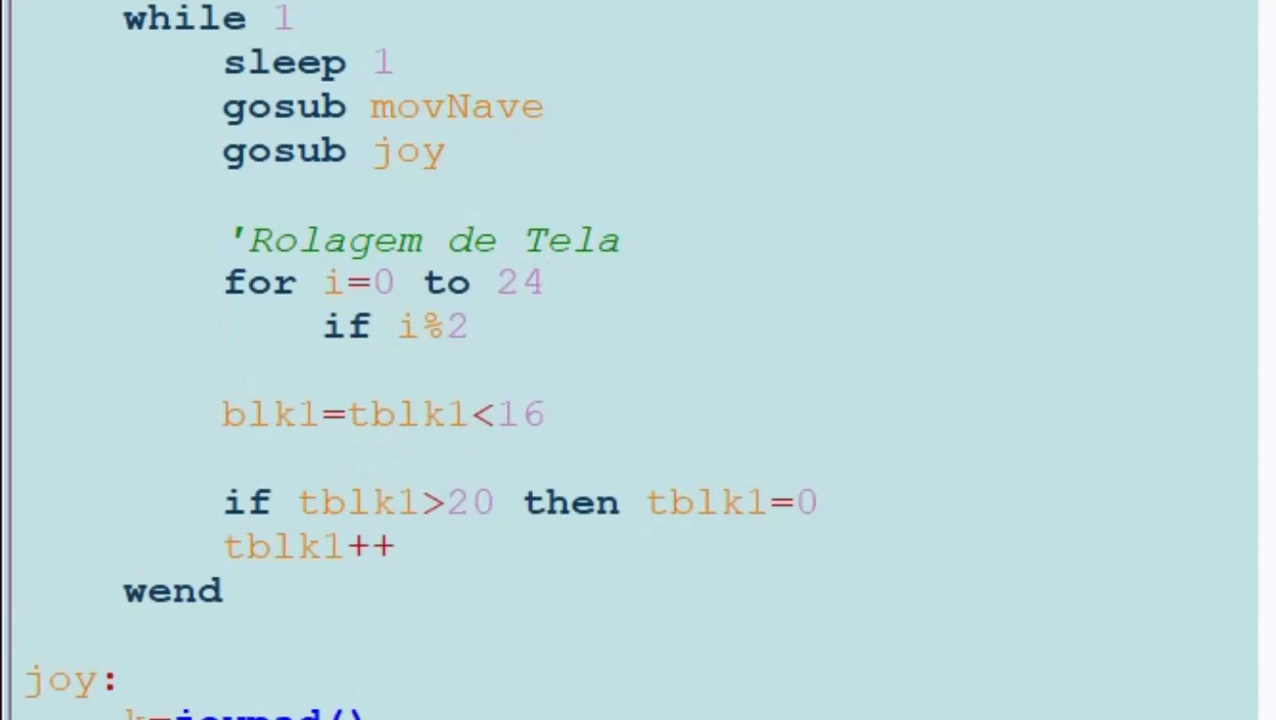 while 1
sleep 1
gosub movNave
gosub joy
'Rolagem de Tela
for i=0 to 24
if i%2
blk1=tblk1<16
if tblk1>20 then tblk1=0
tblk1++
wend
joy:
k=joypad()